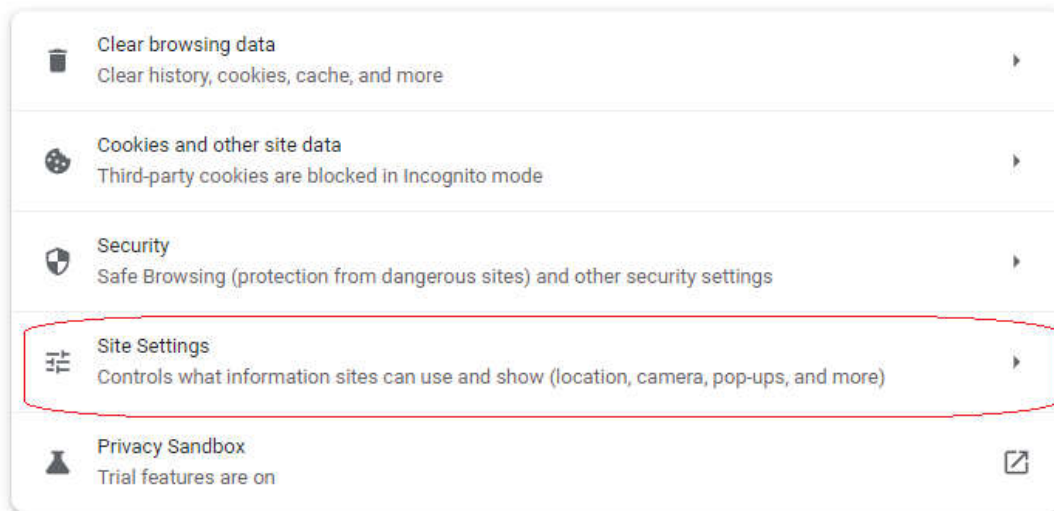 Clear browsing data
Clear history, cookies, cache, and more
Cookies and other site data
Third-party cookies are blocked in Incognito mode
Security
Safe Browsing (protection from dangerous sites) and other security settings
Site Settings
Controls what information sites can use and show (location, camera, pop-ups, and more)
Privacy Sandbox
Trial features are on